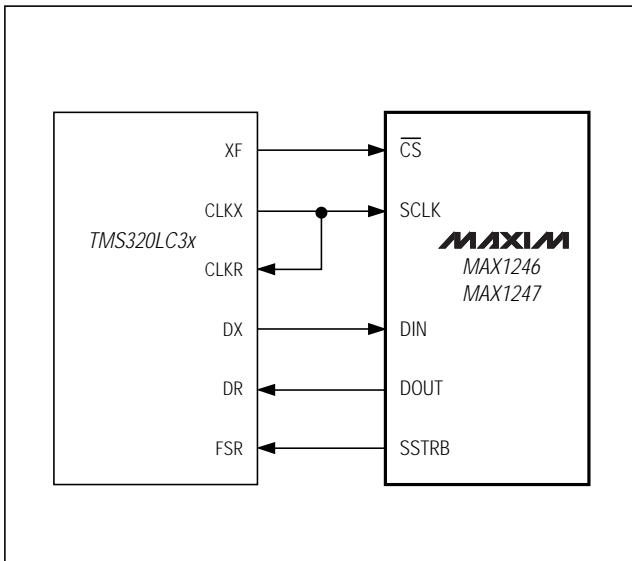 XF
CS
CLKX
SCLK
TMS320LC3x
MAXIM
CLKR
MAX1246
MAX1247
DX
DIN
DR
DOUT
FSR
SSTRB